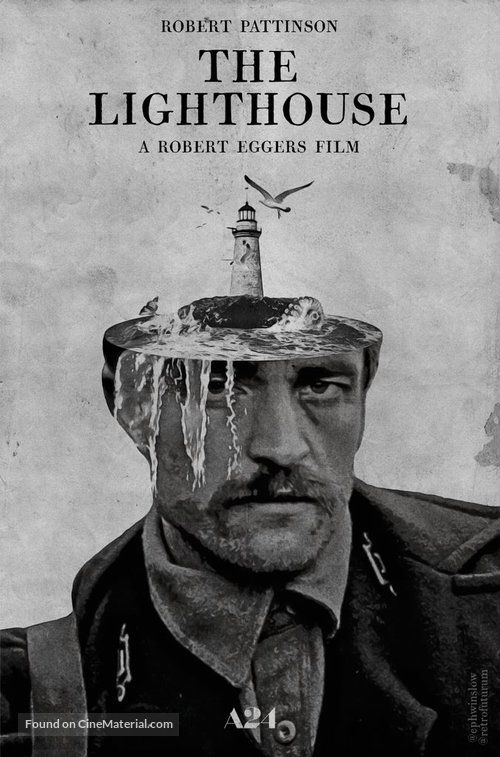 ROBERT PATTINSON
THE
LIGHTHOUSE
A ROBERT EGGERS FILM
A24
@ephwinslow
@retrofuturum
Found on CineMaterial.com